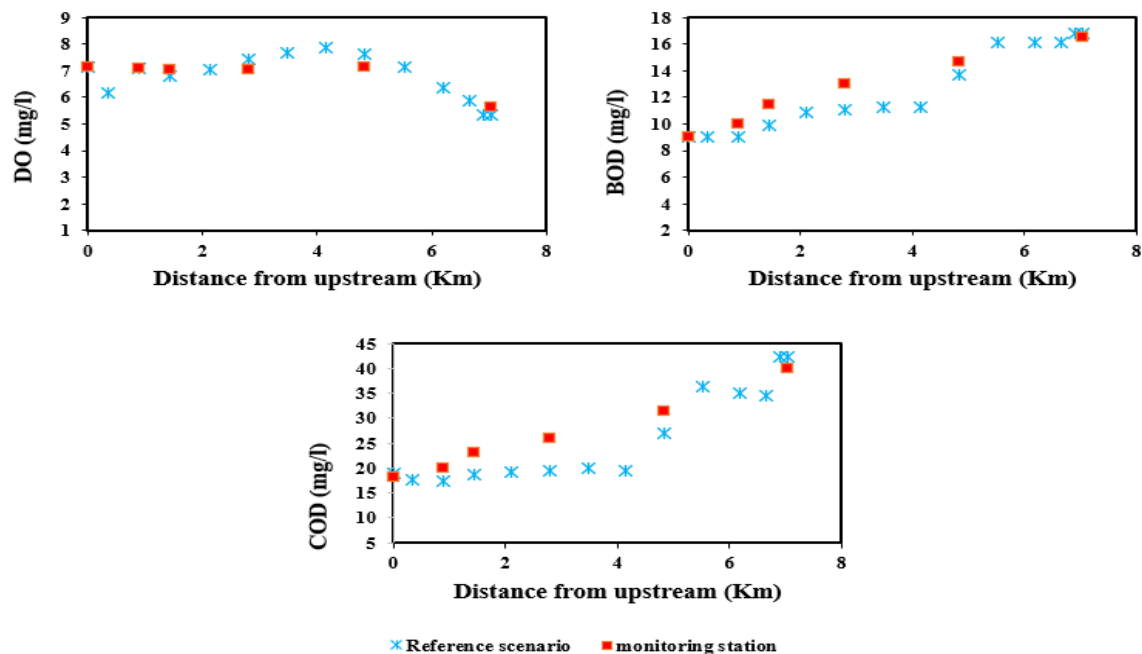 9
8
7
6
5
4
3
2
1
DO (mg/l)
0 2 4 6 8
Distance from upstream (Km)
18
16
14
12
10
8
6
4
2
BOD (mg/l)
0 2 4 6 8
Distance from upstream (Km)
45
40
35
30
25
20
15
10
5
COD (mg/l)
0 2 4 6 8
Distance from upstream (Km)
Reference scenario monitoring station